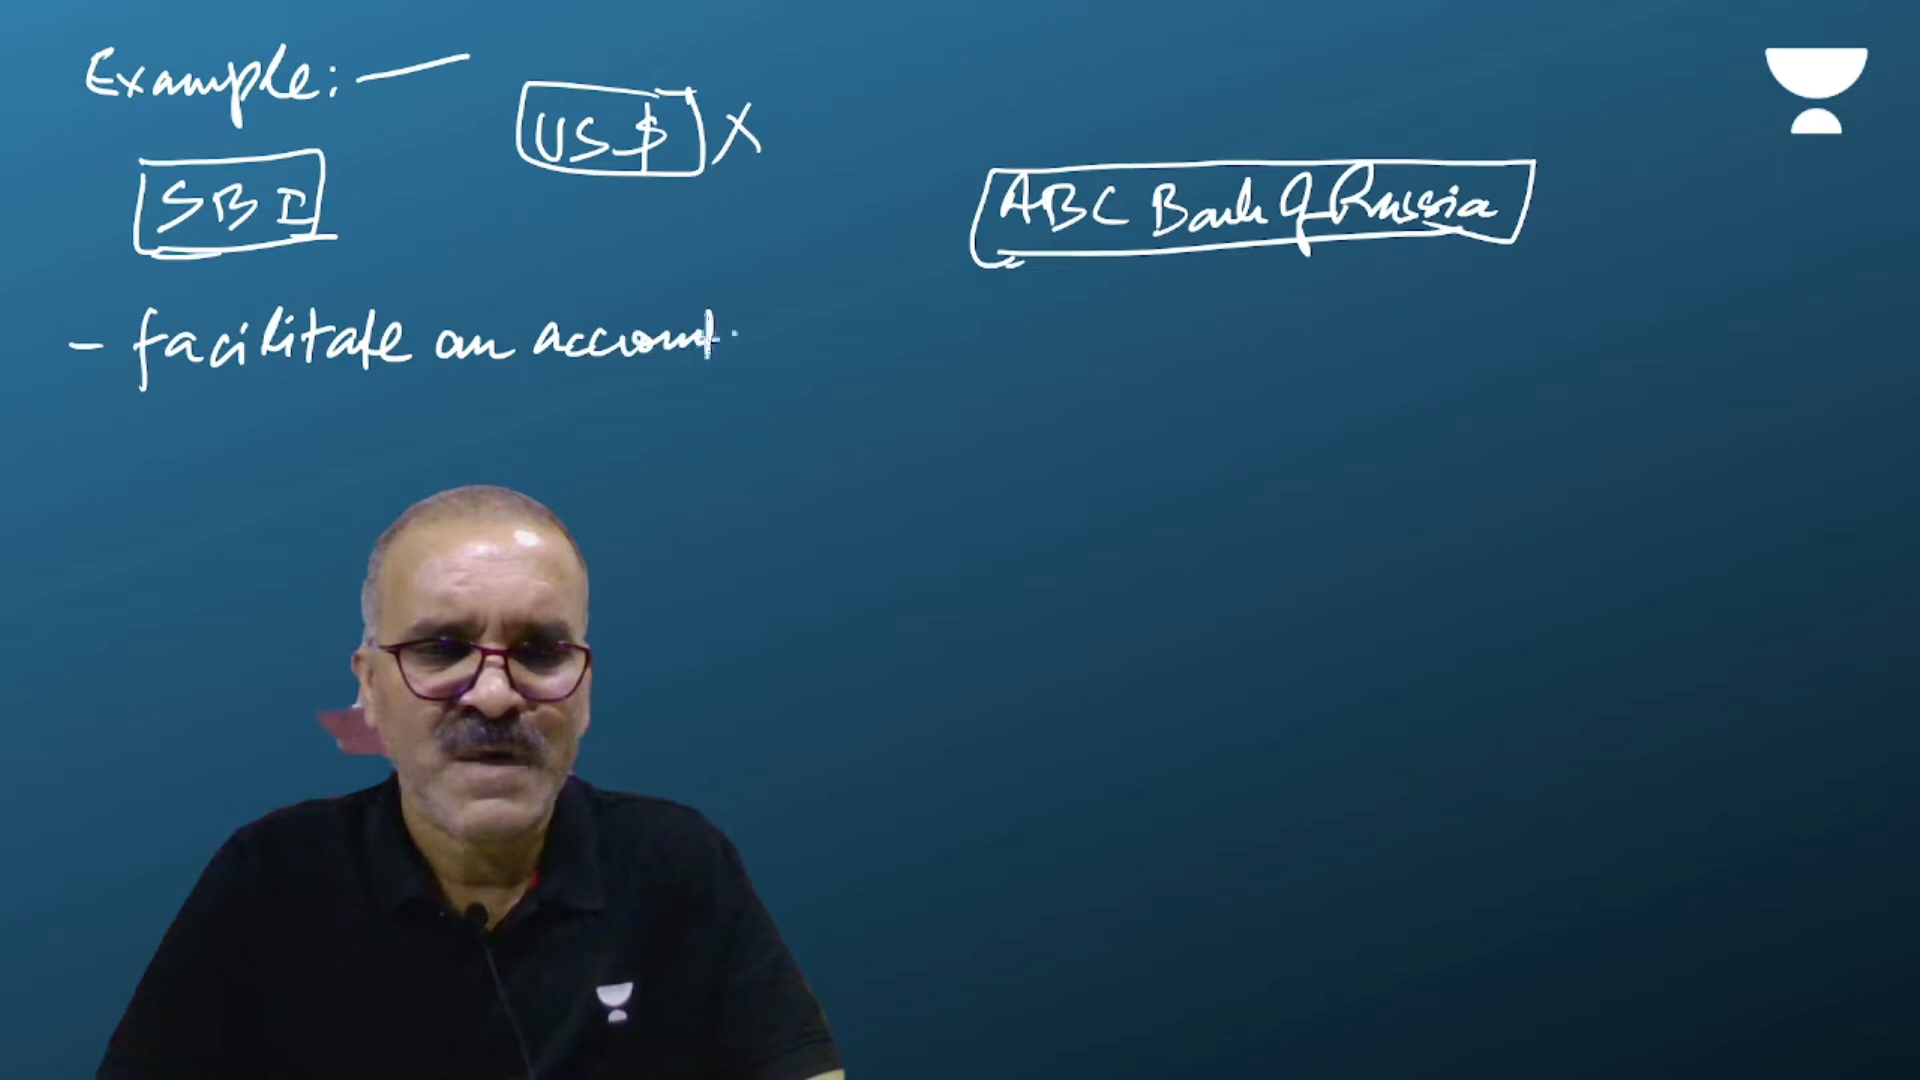 Example:-
US $ X
SBI
ABC Bank of Russia
- facilitate an account.